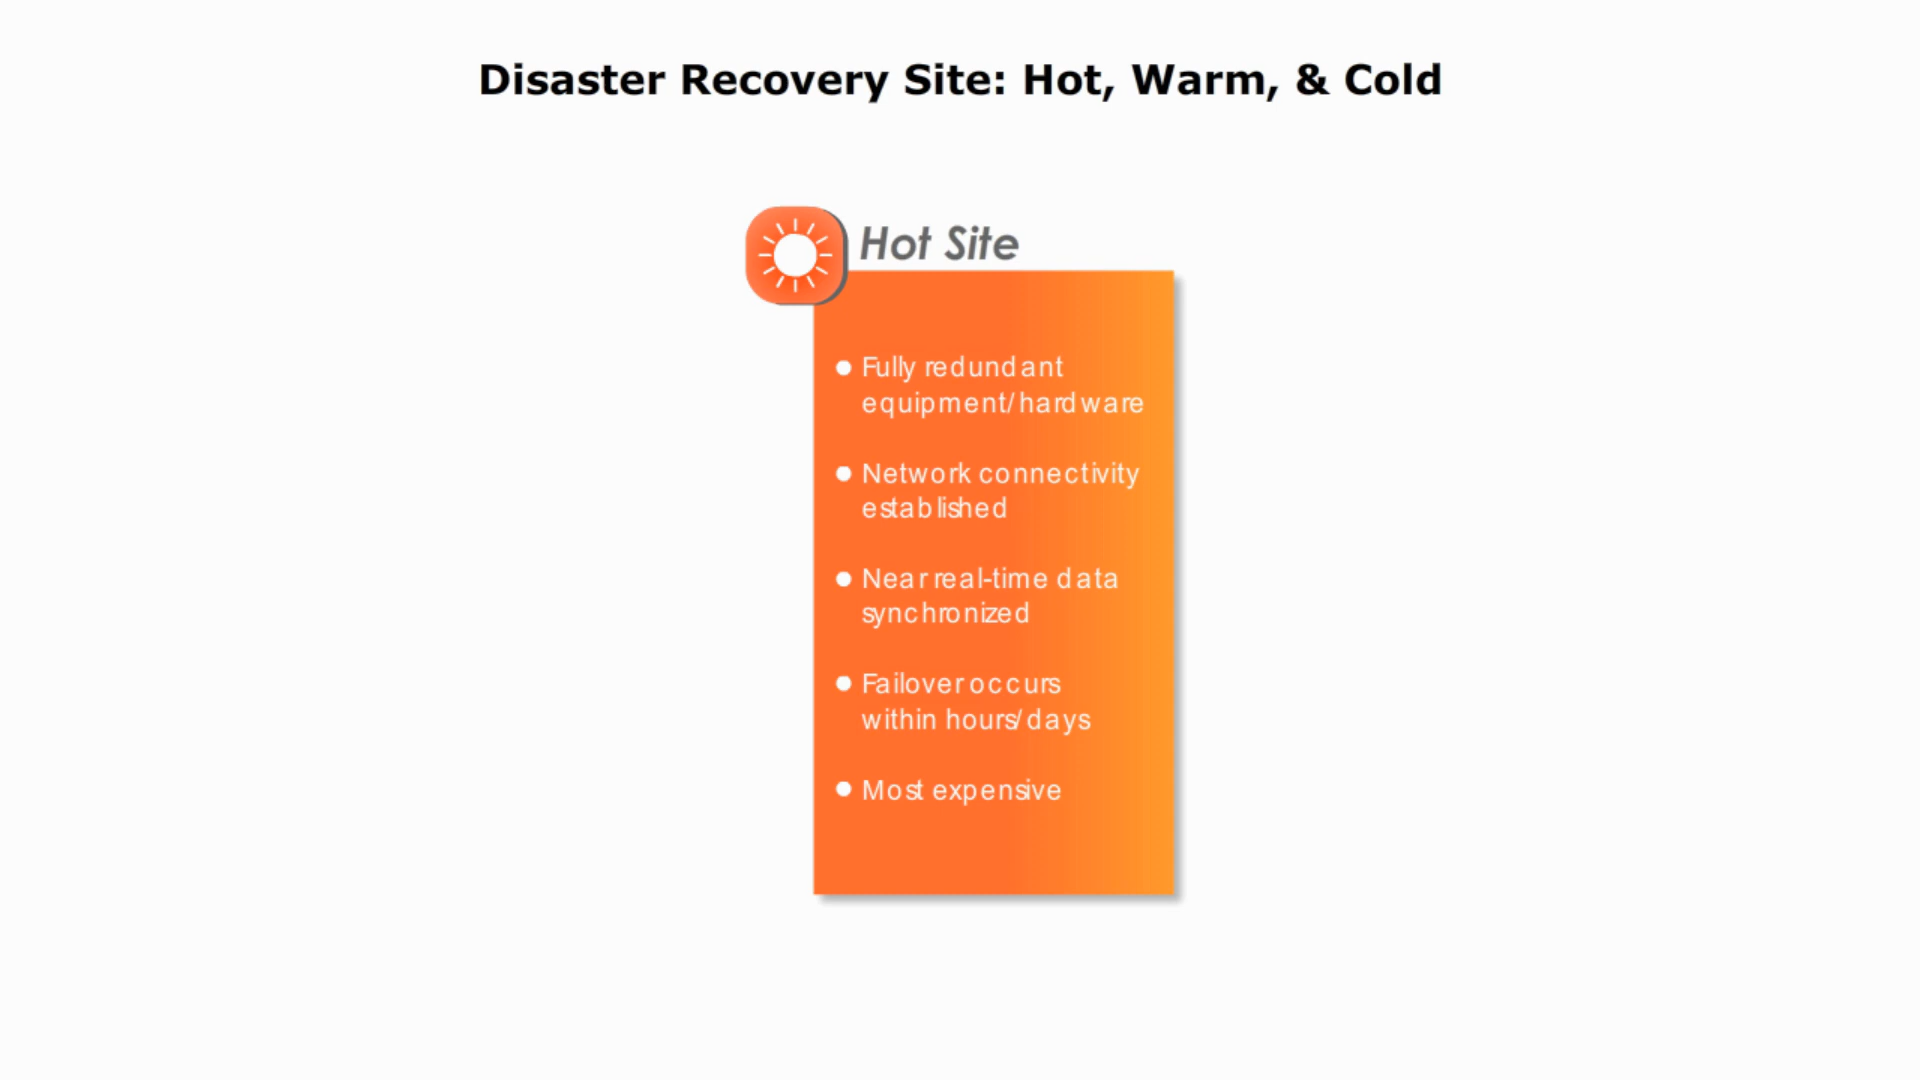 Disaster Recovery Site: Hot, Warm, & Cold
Hot Site
Fully redundant
equipment/hardware
Network connectivity
established
Near real-time data
synchronized
Failover occurs
within hours/days
Most expensive